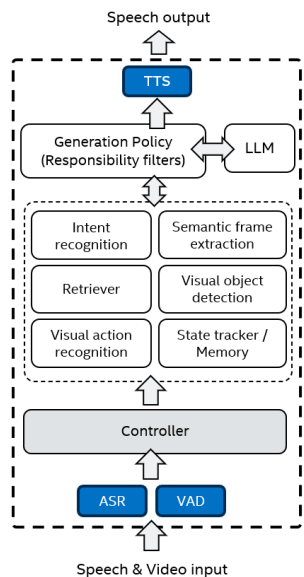 Speech output
TTS
Generation Policy
(Responsibility filters)
LLM
Intent
recognition
Semantic frame
extraction
Retriever
Visual object
detection
Visual action
recognition
State tracker /
Memory
Controller
ASR
VAD
Speech & Video input